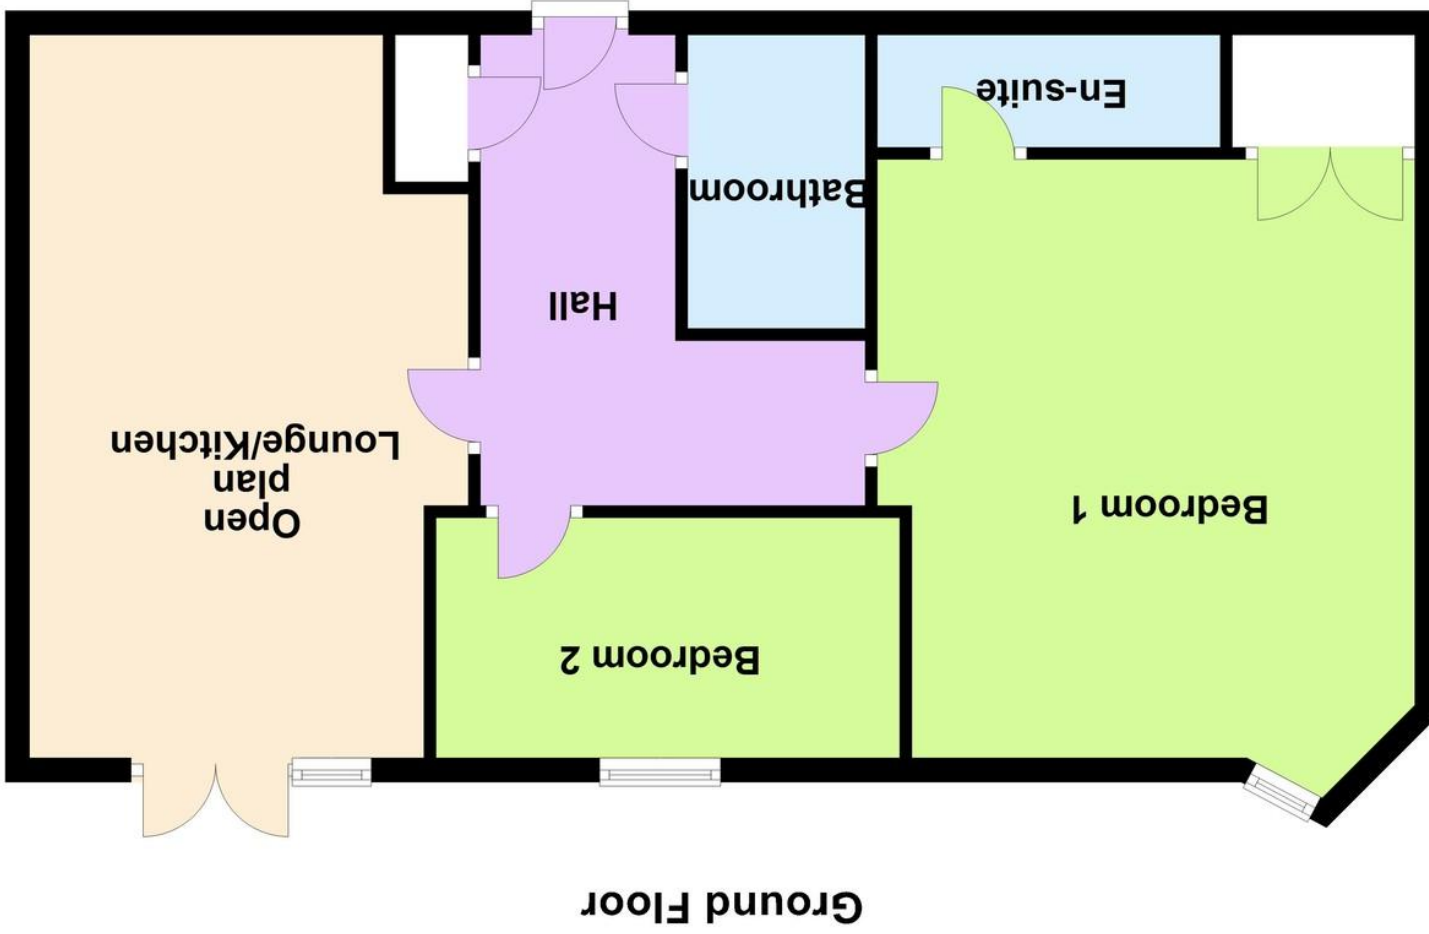 Ground Floor
Bedroom 1
Bedroom 2
Open
plan
Lounge/Kitchen
Hall
Bathroom
En-suite